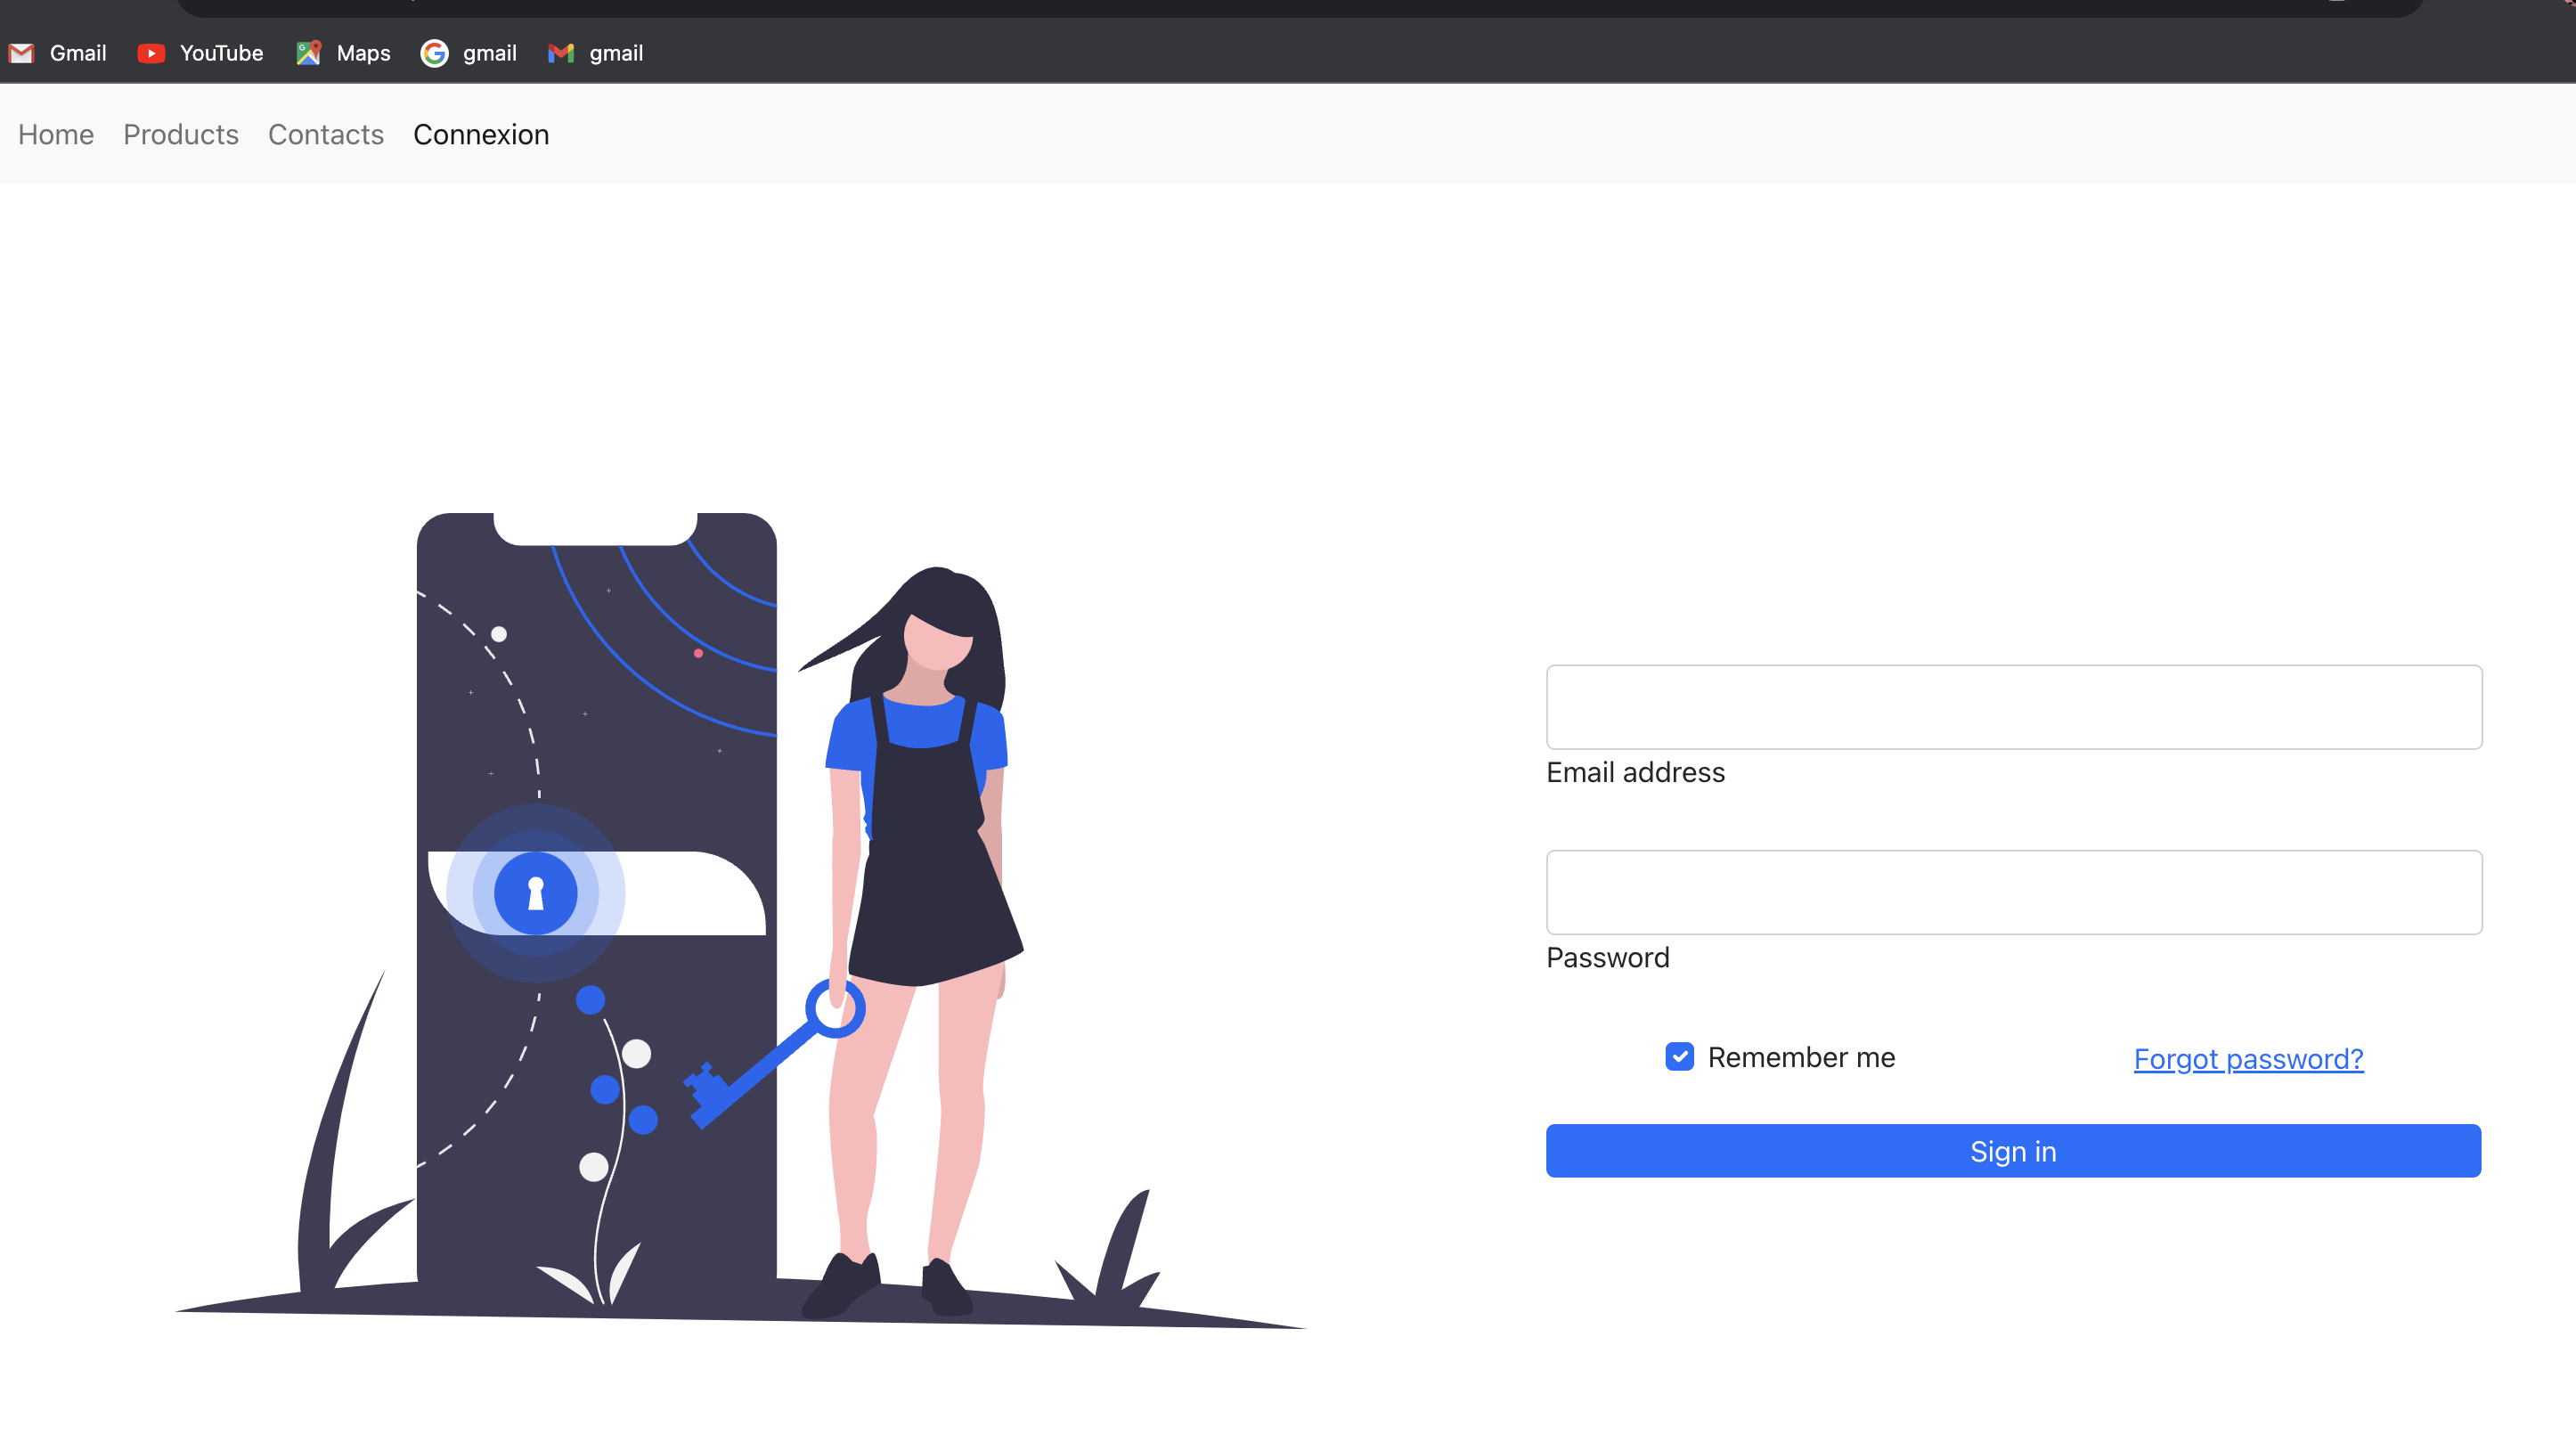 Gmail YouTube Maps gmail gmail
Home Products Contacts Connexion
Email address
Password
Remember me Forgot password?
Sign in